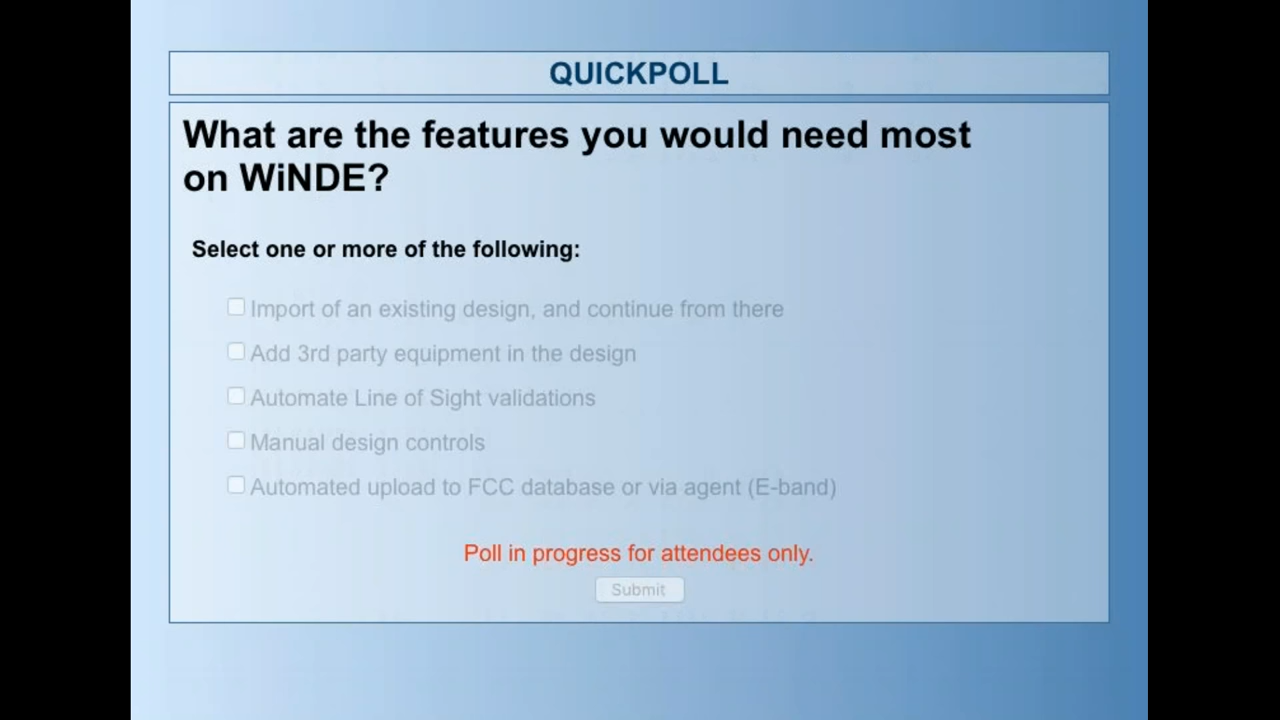 QUICKPOLL
What are the features you would need most
on WiNDE?
Select one or more of the following:
Import of an existing design, and continue from there
Add 3rd party equipment in the design
Automate Line of Sight validations
Manual design controls
Automated upload to FCC database or via agent (E-band)
Poll in progress for attendees only.
Submit